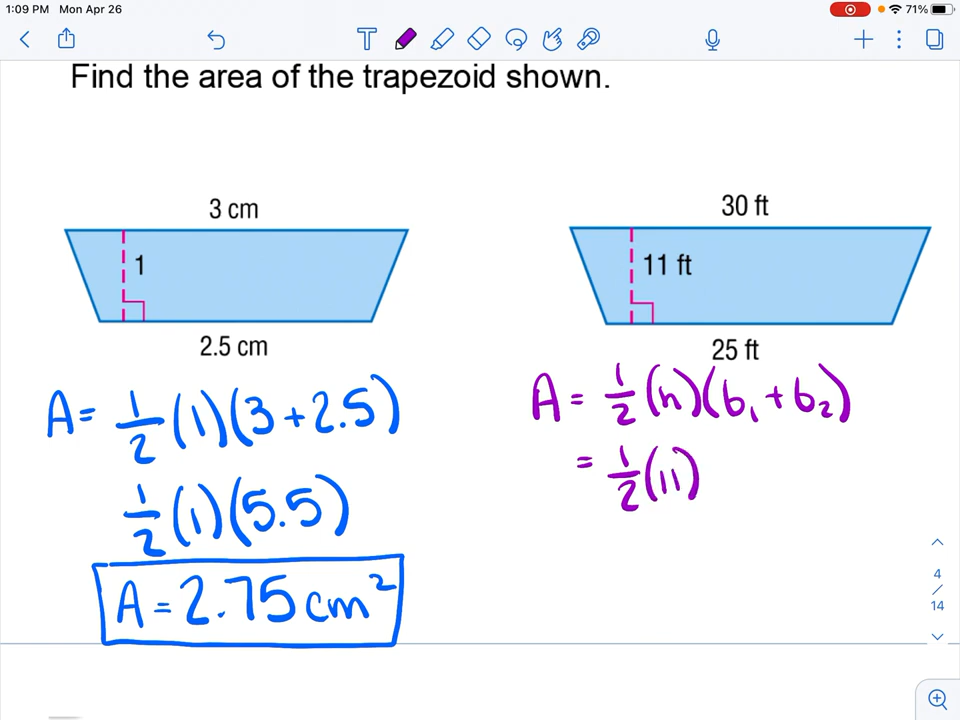 1:09 PM Mon Apr 26
71%
T
Find the area of the trapezoid shown.
3 cm
1
2.5 cm
A= 1/2 (1)(3+2.5)
1/2 (1)(5.5)
A=2.75cm²
30 ft
11 ft
25 ft
A = 1/2 (h)(b₁+b₂)
= 1/2 (11)
4
/
14